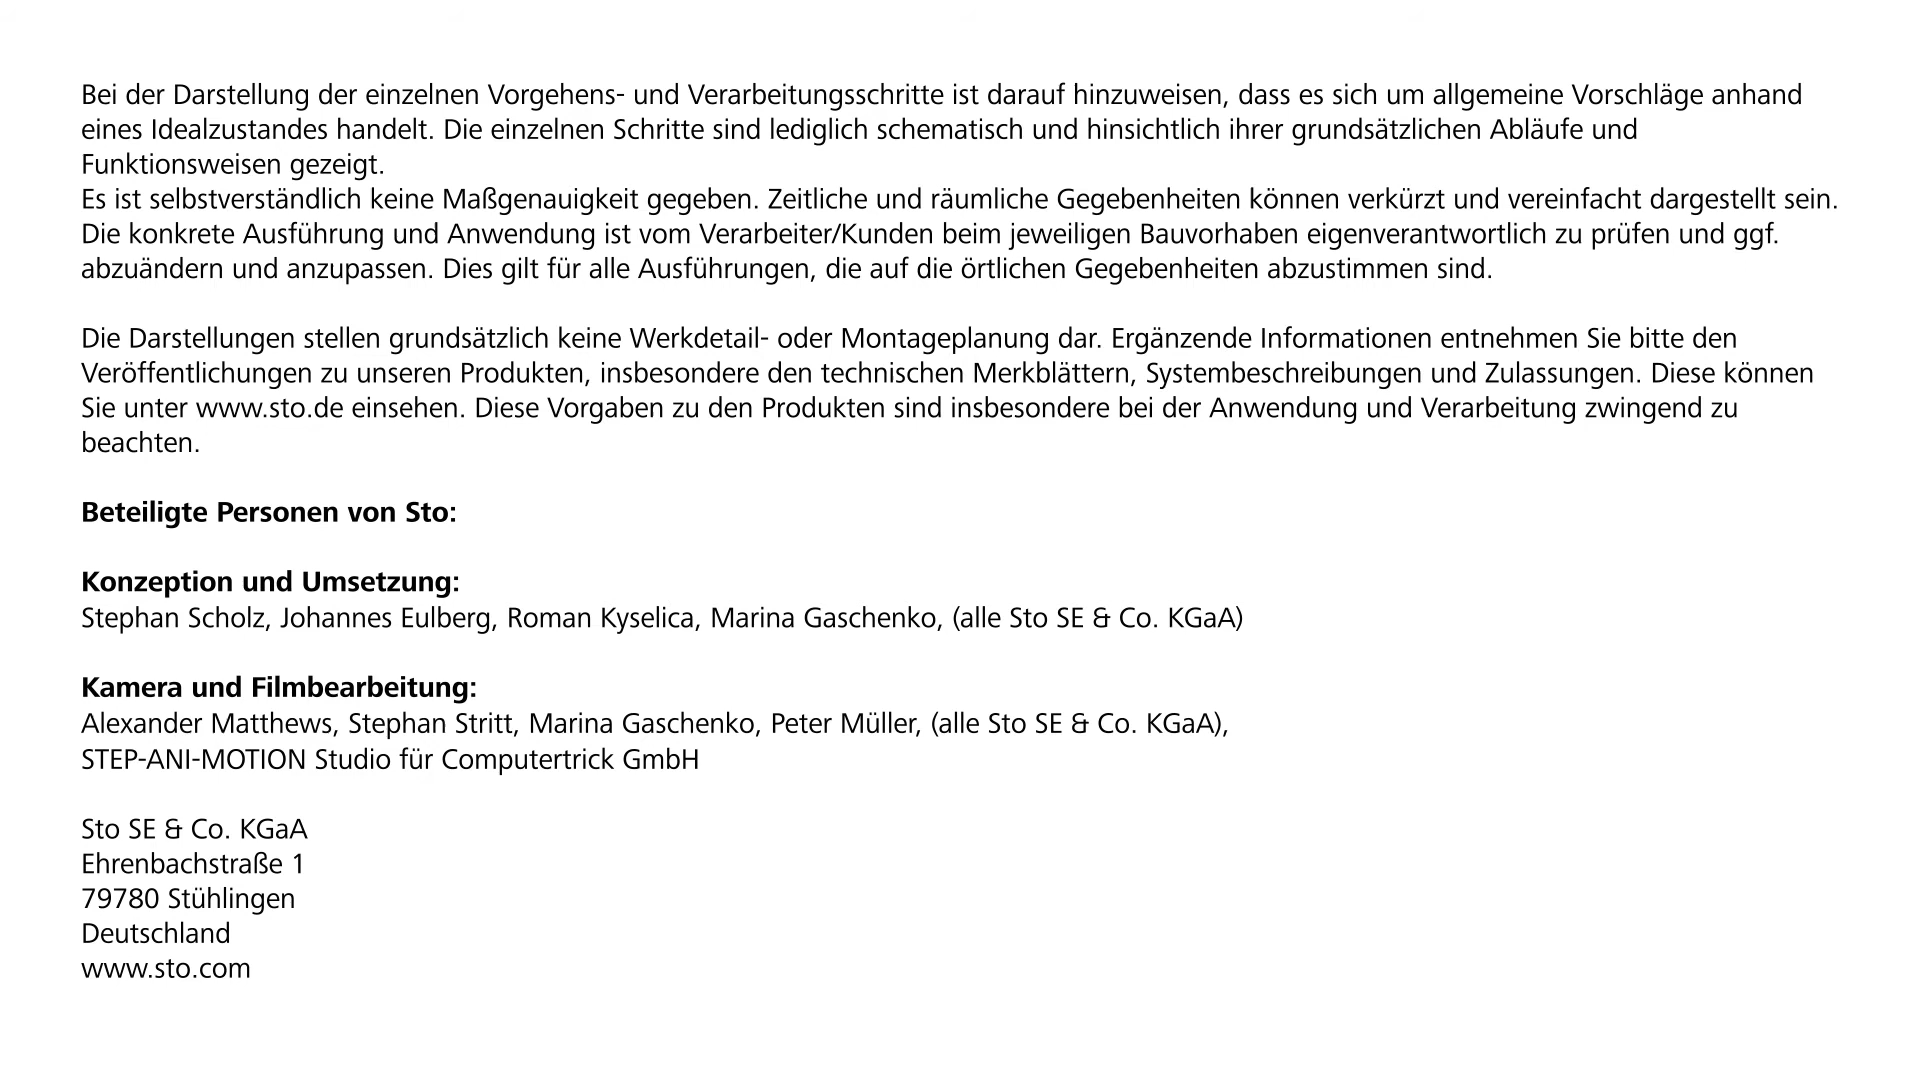 Bei der Darstellung der einzelnen Vorgehens- und Verarbeitungsschritte ist darauf hinzuweisen, dass es sich um allgemeine Vorschläge anhand
eines Idealzustandes handelt. Die einzelnen Schritte sind lediglich schematisch und hinsichtlich ihrer grundsätzlichen Abläufe und
Funktionsweisen gezeigt.
Es ist selbstverständlich keine Maßgenauigkeit gegeben. Zeitliche und räumliche Gegebenheiten können verkürzt und vereinfacht dargestellt sein.
Die konkrete Ausführung und Anwendung ist vom Verarbeiter/Kunden beim jeweiligen Bauvorhaben eigenverantwortlich zu prüfen und ggf.
abzuändern und anzupassen. Dies gilt für alle Ausführungen, die auf die örtlichen Gegebenheiten abzustimmen sind.
Die Darstellungen stellen grundsätzlich keine Werkdetail- oder Montageplanung dar. Ergänzende Informationen entnehmen Sie bitte den
Veröffentlichungen zu unseren Produkten, insbesondere den technischen Merkblättern, Systembeschreibungen und Zulassungen. Diese können
Sie unter www.sto.de einsehen. Diese Vorgaben zu den Produkten sind insbesondere bei der Anwendung und Verarbeitung zwingend zu
beachten.
Beteiligte Personen von Sto:
Konzeption und Umsetzung:
Stephan Scholz, Johannes Eulberg, Roman Kyselica, Marina Gaschenko, (alle Sto SE & Co. KGaA)
Kamera und Filmbearbeitung:
Alexander Matthews, Stephan Stritt, Marina Gaschenko, Peter Müller, (alle Sto SE & Co. KGaA),
STEP-ANI-MOTION Studio für Computertrick GmbH
Sto SE & Co. KGaA
Ehrenbachstraße 1
79780 Stühlingen
Deutschland
www.sto.com